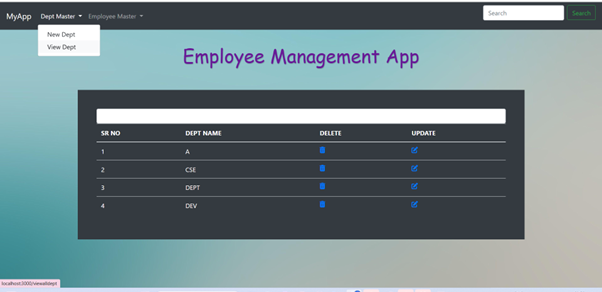 MyApp Dept Master Employee Master Search Search
New Dept
View Dept
Employee Management App
SR NO DEPT NAME DELETE UPDATE
1 A
2 CSE
3 DEPT
4 DEV
localhost:3000/viewalldept